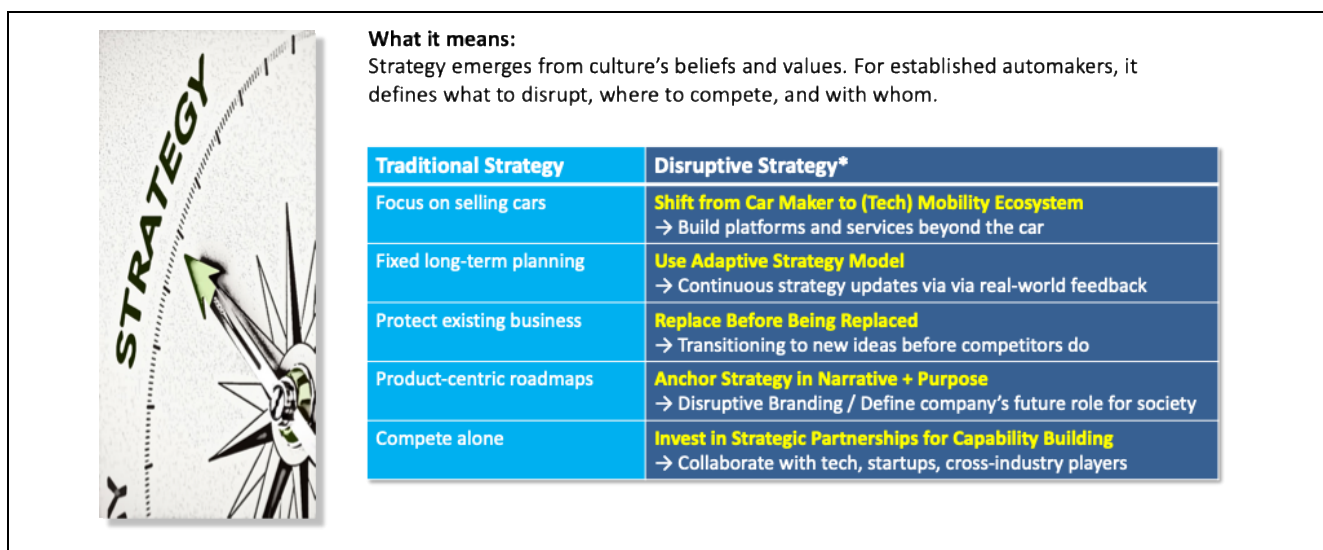 STRATEGY
Y
What it means:
Strategy emerges from culture’s beliefs and values. For established automakers, it
defines what to disrupt, where to compete, and with whom.
Traditional Strategy Disruptive Strategy*
Focus on selling cars Shift from Car Maker to (Tech) Mobility Ecosystem
→ Build platforms and services beyond the car
Fixed long-term planning Use Adaptive Strategy Model
→ Continuous strategy updates via via real-world feedback
Protect existing business Replace Before Being Replaced
→ Transitioning to new ideas before competitors do
Product-centric roadmaps Anchor Strategy in Narrative + Purpose
→ Disruptive Branding / Define company’s future role for society
Compete alone Invest in Strategic Partnerships for Capability Building
→ Collaborate with tech, startups, cross-industry players